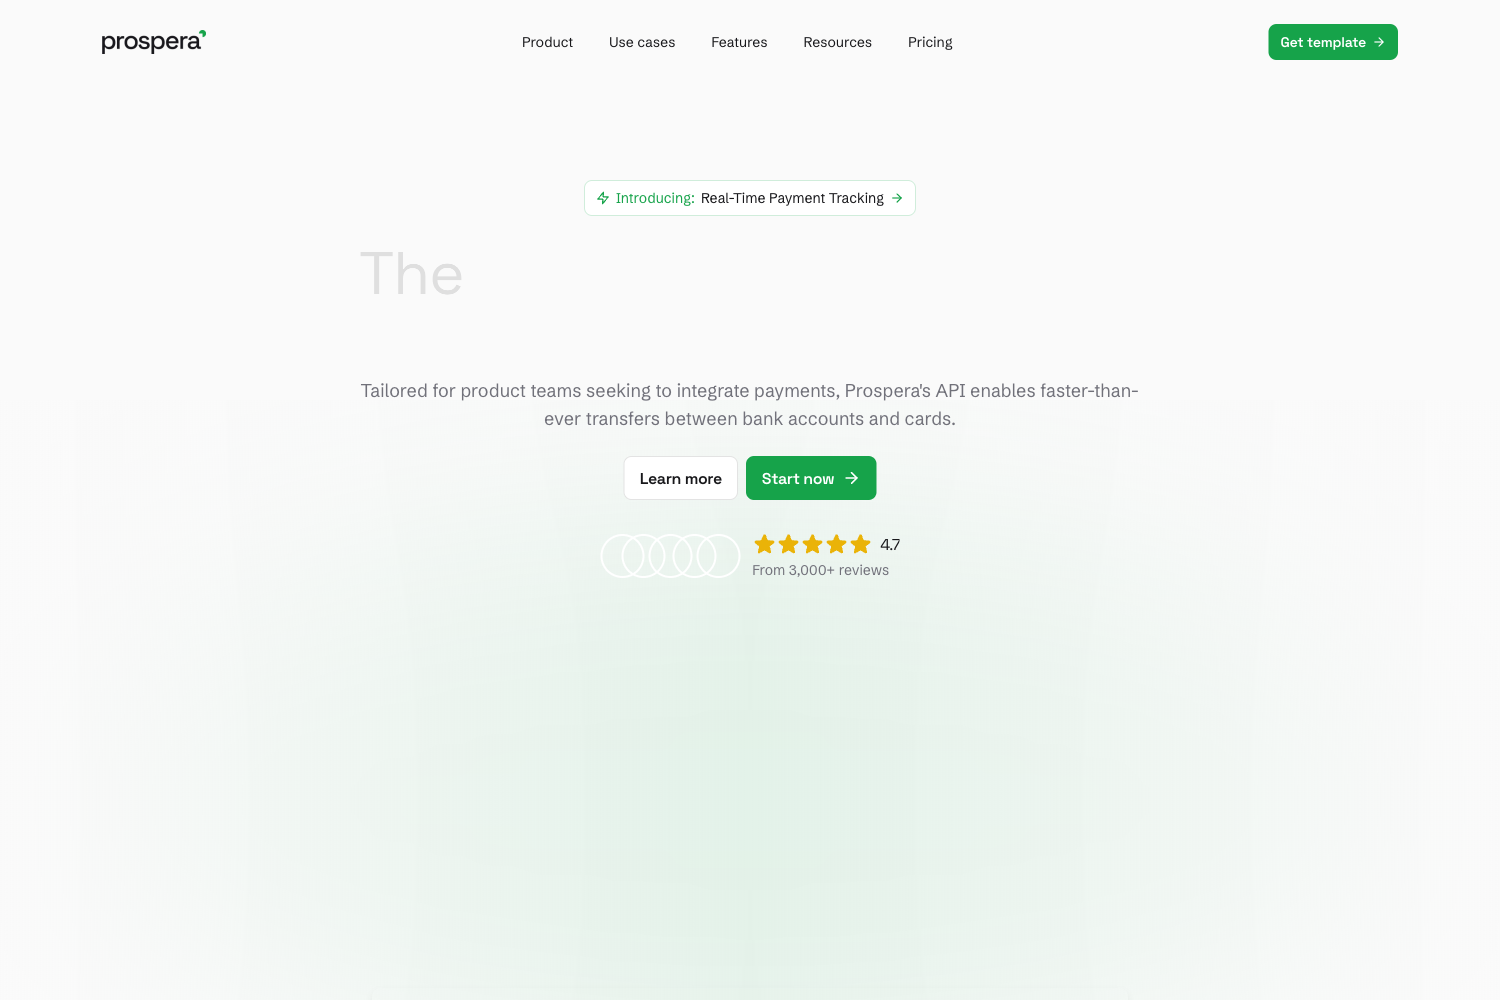 prospera
Product
Use cases
Features
Resources
Pricing
Get template
Introducing: Real-Time Payment Tracking
The
Tailored for product teams seeking to integrate payments, Prospera's API enables faster-than-
ever transfers between bank accounts and cards.
Learn more
Start now
4.7
From 3,000+ reviews